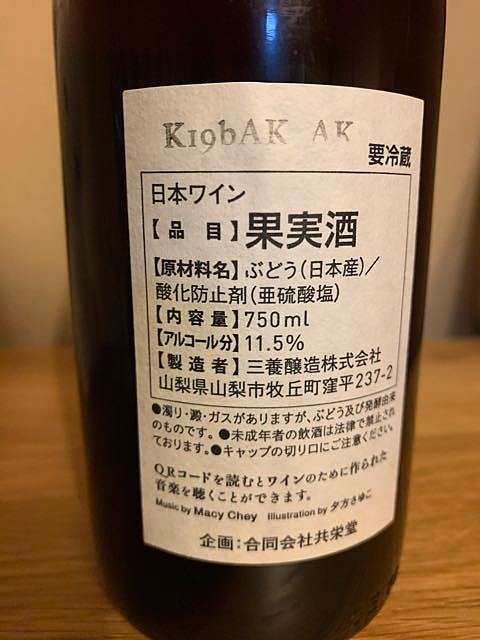 K19bAK AK
要冷蔵
日本ワイン
【品 目】果実酒
【原材料名】ぶどう(日本産)/
酸化防止剤(亜硫酸塩)
【内 容 量】750ml
【アルコール分】11.5%
【製 造 者】三養醸造株式会社
山梨県山梨市牧丘町窪平237-2
●濁り・澱・ガスがありますが、ぶどう及び発酵由来
のものです。●未成年者の飲酒は法律で禁止され
ております。●キャップの切り口にご注意ください。
QRコードを読むとワインのために作られた
音楽を聴くことができます。
Music by Macy Chey Illustration by 夕方さゆこ
企画:合同会社共栄堂